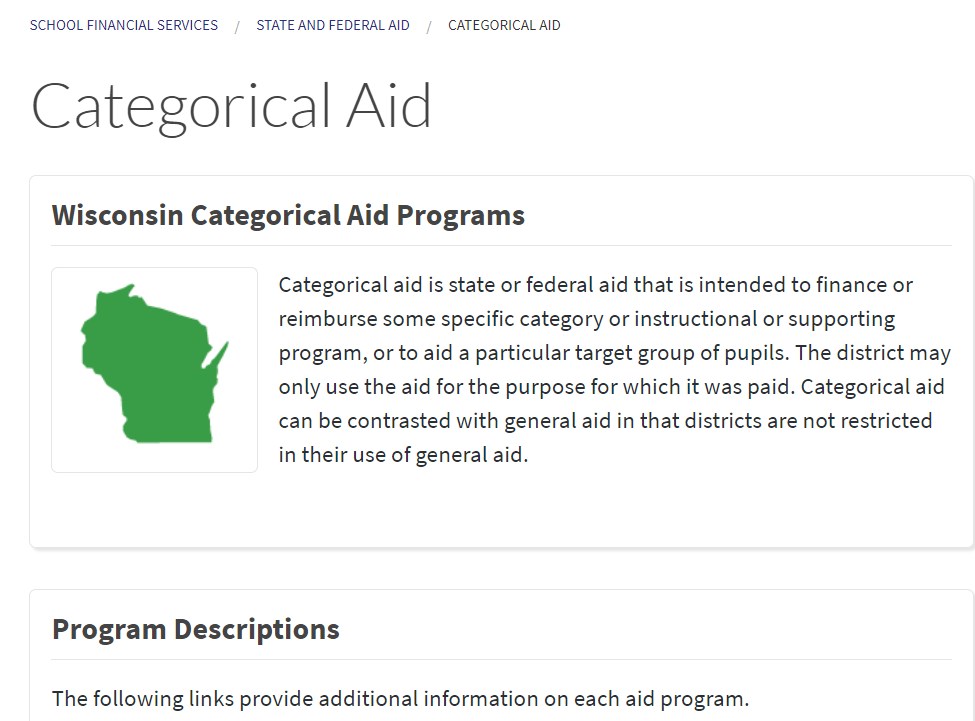 SCHOOL FINANCIAL SERVICES / STATE AND FEDERAL AID / CATEGORICAL AID
Categorical Aid
Wisconsin Categorical Aid Programs
Categorical aid is state or federal aid that is intended to finance or
reimburse some specific category or instructional or supporting
program, or to aid a particular target group of pupils. The district may
only use the aid for the purpose for which it was paid. Categorical aid
can be contrasted with general aid in that districts are not restricted
in their use of general aid.
Program Descriptions
The following links provide additional information on each aid program.